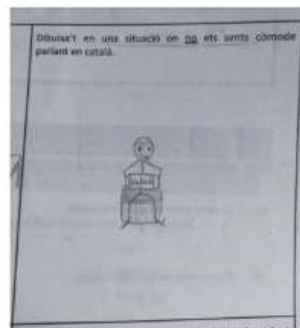 Dibuixa't en una situació on no ets sents còmode
parlant en català.